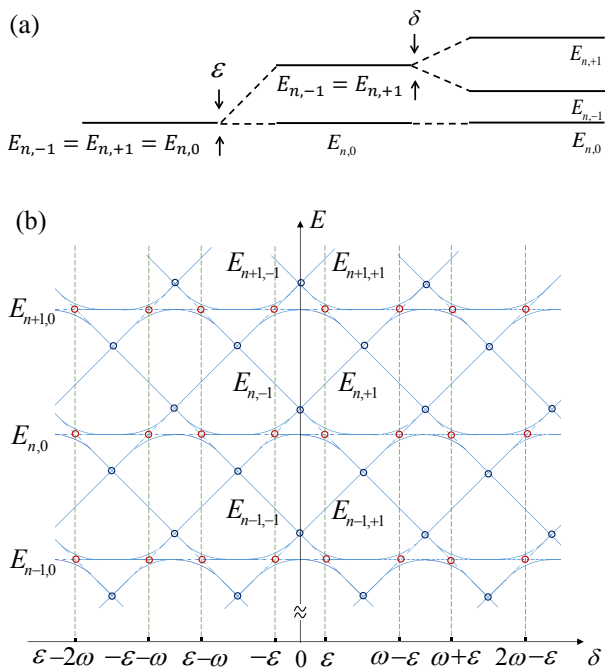 (a)
δ
E_{n,+1}
ε
E_{n,-1} = E_{n,+1}
E_{n,-1}
E_{n,-1} = E_{n,+1} = E_{n,0}
E_{n,0}
E_{n,0}
(b)
E
E_{n+1,-1} E_{n+1,+1}
E_{n+1,0}
E_{n,-1} E_{n,+1}
E_{n,0}
E_{n-1,-1} E_{n-1,+1}
E_{n-1,0}
≈
ε-2ω -ε-ω ε-ω -ε 0 ε ω-ε ω+ε 2ω-ε δ